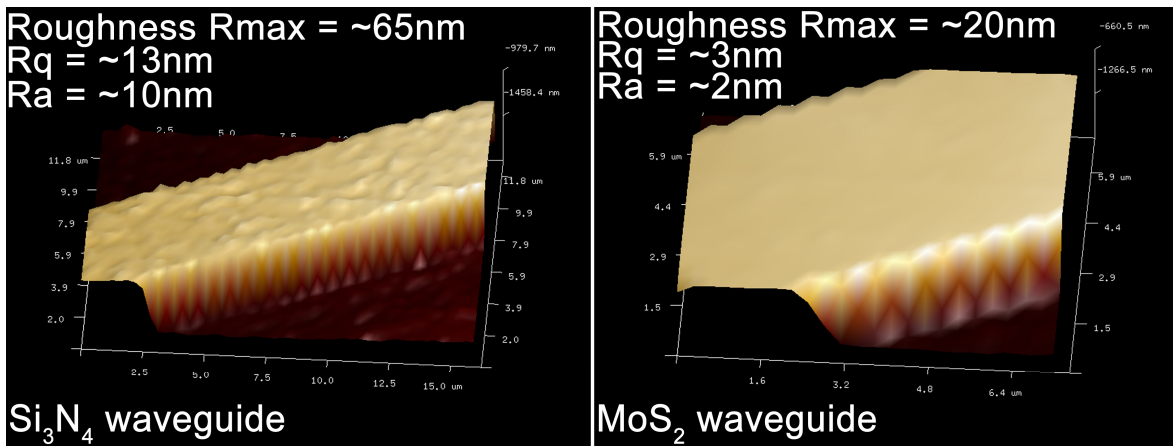 Roughness Rmax = ~65nm
Rq = ~13nm
Ra = ~10nm
-979.7 nm
-1458.4 nm
2.5 5.0 7.5 10
11.8 um
9.9
7.9
5.9
3.9
2.0
11.8 um
9.9
7.9
5.9
3.9
2.0
2.5 5.0 7.5 10.0 12.5 15.0 um
Si₃N₄ waveguide
Roughness Rmax = ~20nm
Rq = ~3nm
Ra = ~2nm
-660.5 nm
-1266.5 nm
5.9 um
4.4
2.9
1.5
5.9 um
4.4
2.9
1.5
1.6 3.2 4.8 6.4 um
MoS₂ waveguide